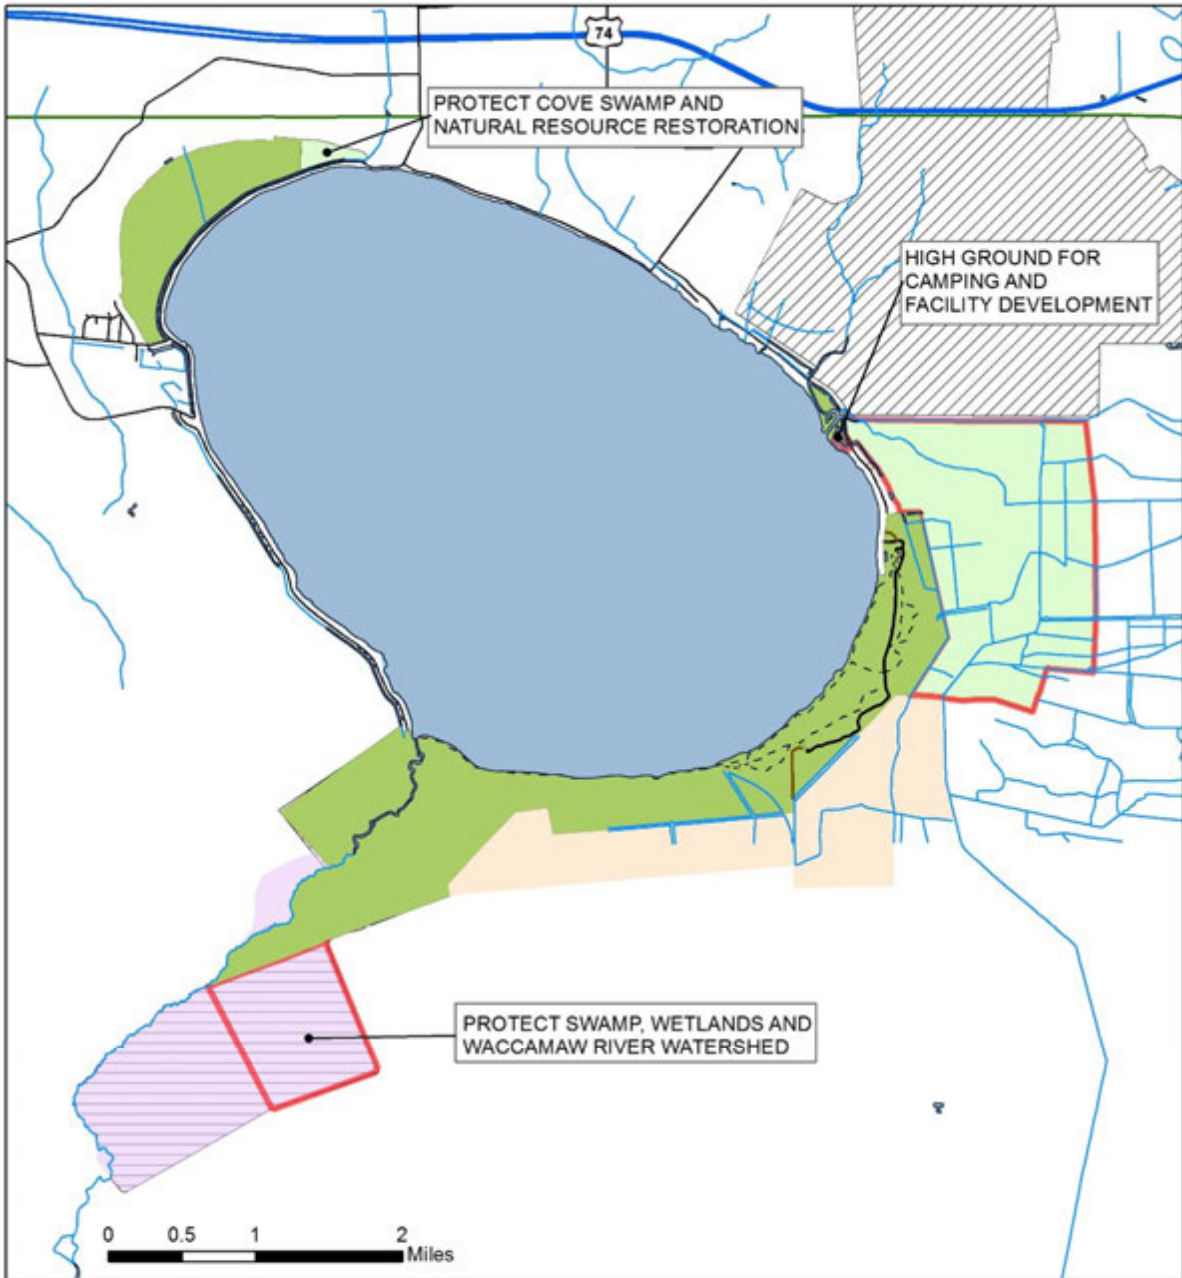 74
PROTECT COVE SWAMP AND
NATURAL RESOURCE RESTORATION
HIGH GROUND FOR
CAMPING AND
FACILITY DEVELOPMENT
PROTECT SWAMP, WETLANDS AND
WACCAMAW RIVER WATERSHED
0 0.5 1 2
Miles